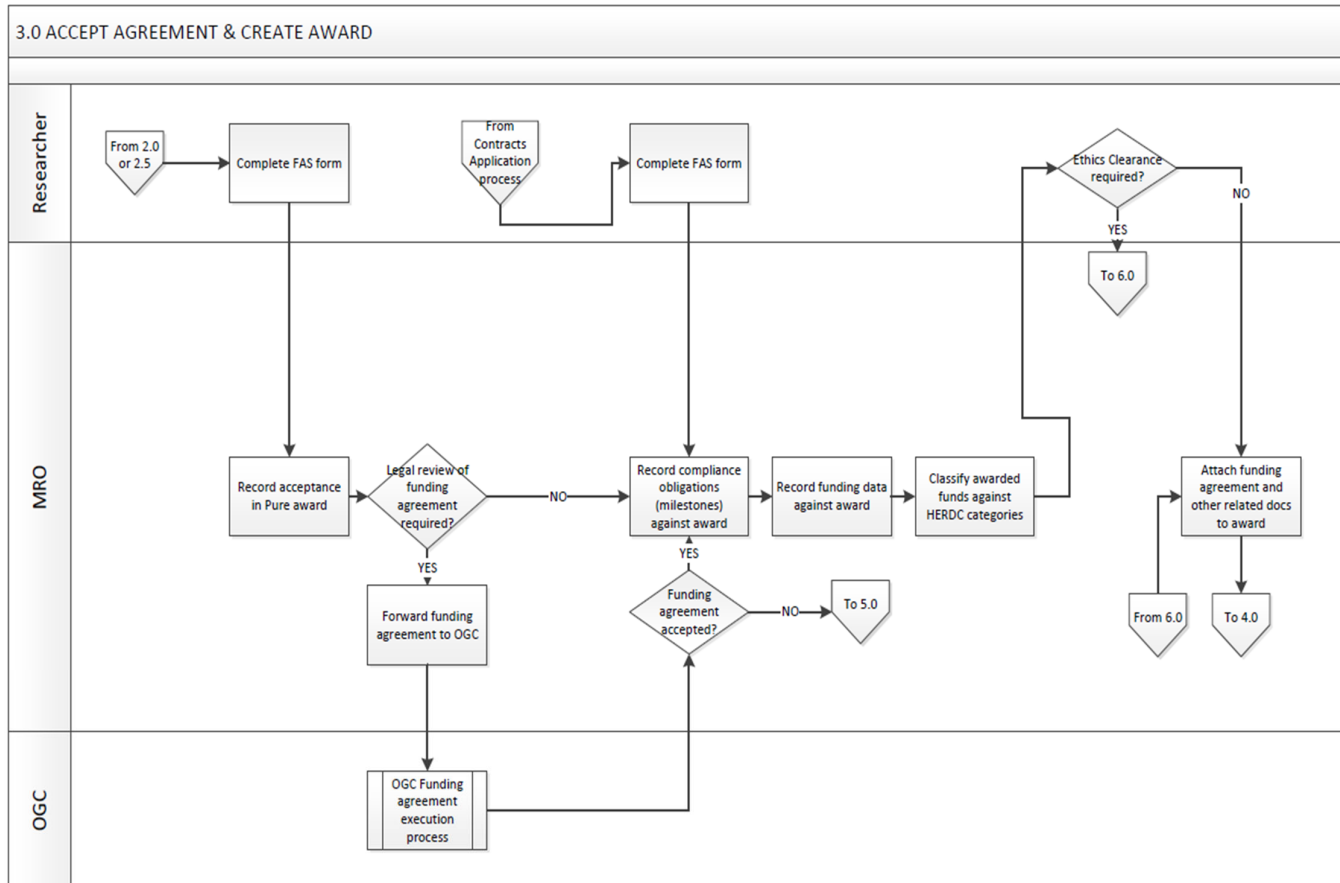 3.0 ACCEPT AGREEMENT & CREATE AWARD
Researcher
From 2.0
or 2.5
Complete FAS form
From
Contracts
Application
process
Complete FAS form
Ethics Clearance
required?
NO
YES
To 6.0
MRO
Record acceptance
in Pure award
Legal review of
funding
agreement
required?
NO
Record compliance
obligations
(milestones)
against award
Record funding data
against award
Classify awarded
funds against
HERDC categories
Attach funding
agreement and
other related docs
to award
YES
YES
Forward funding
agreement to OGC
Funding
agreement
accepted?
NO
To 5.0
From 6.0
To 4.0
OGC
OGC Funding
agreement
execution
process